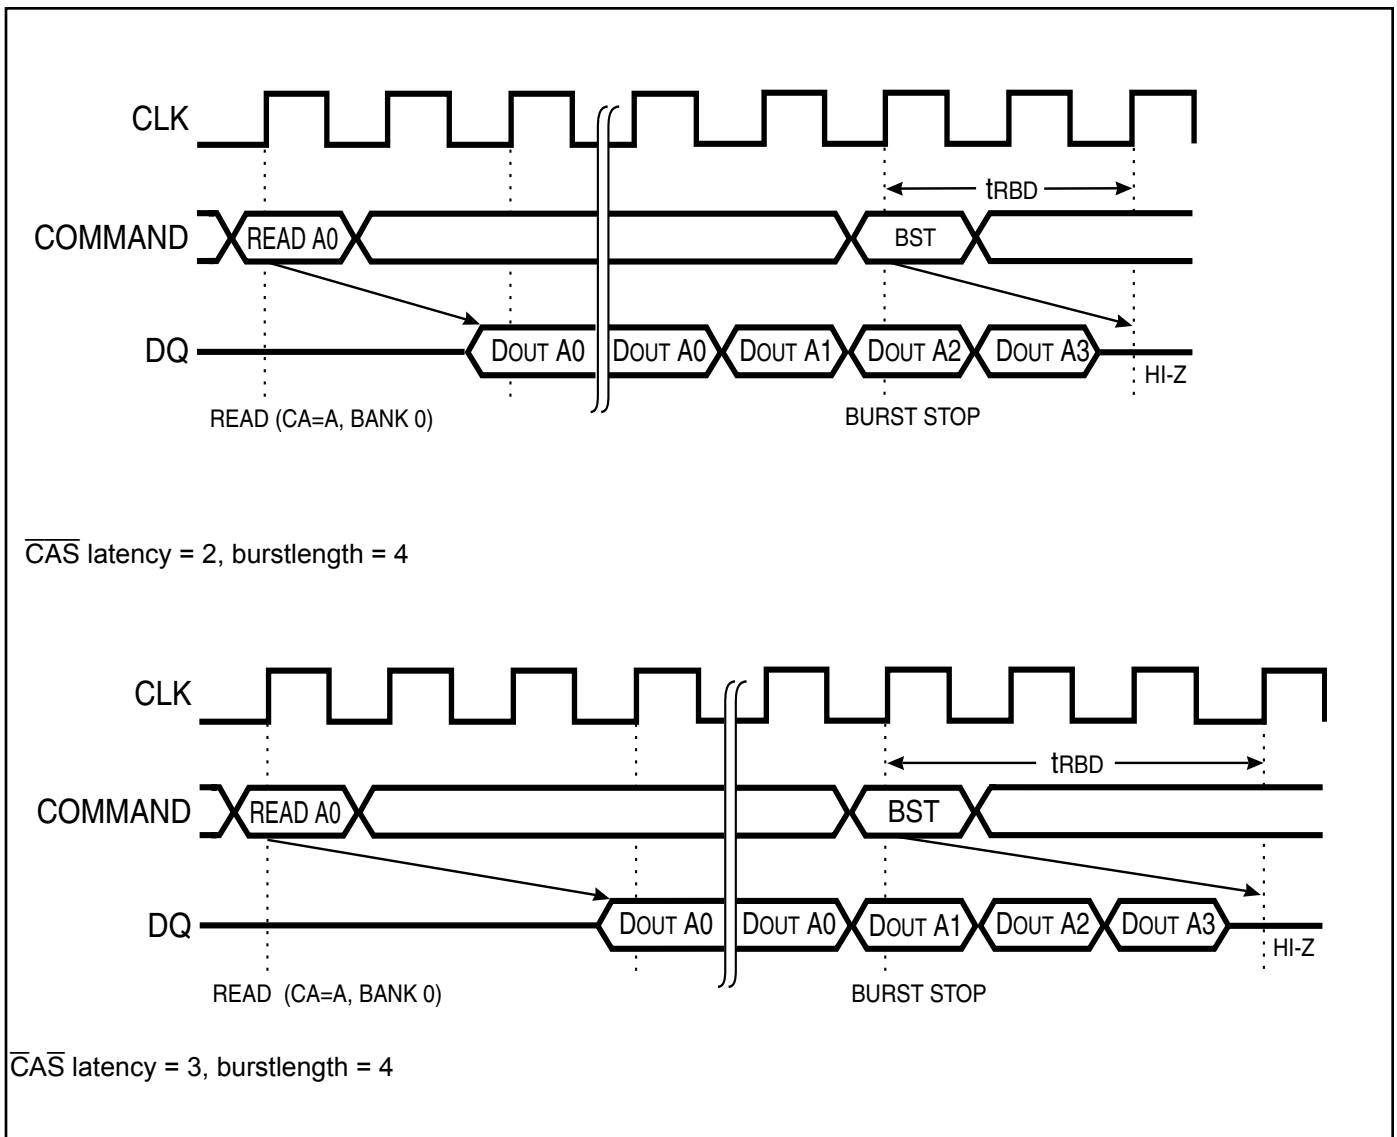 CLK
tRBD
COMMAND READ A0 BST
DQ DOUT A0 DOUT A0 DOUT A1 DOUT A2 DOUT A3
HI-Z
READ (CA=A, BANK 0) BURST STOP
C̅A̅S̅ latency = 2, burstlength = 4
CLK
tRBD
COMMAND READ A0 BST
DQ DOUT A0 DOUT A0 DOUT A1 DOUT A2 DOUT A3
HI-Z
READ (CA=A, BANK 0) BURST STOP
C̅AS̅ latency = 3, burstlength = 4